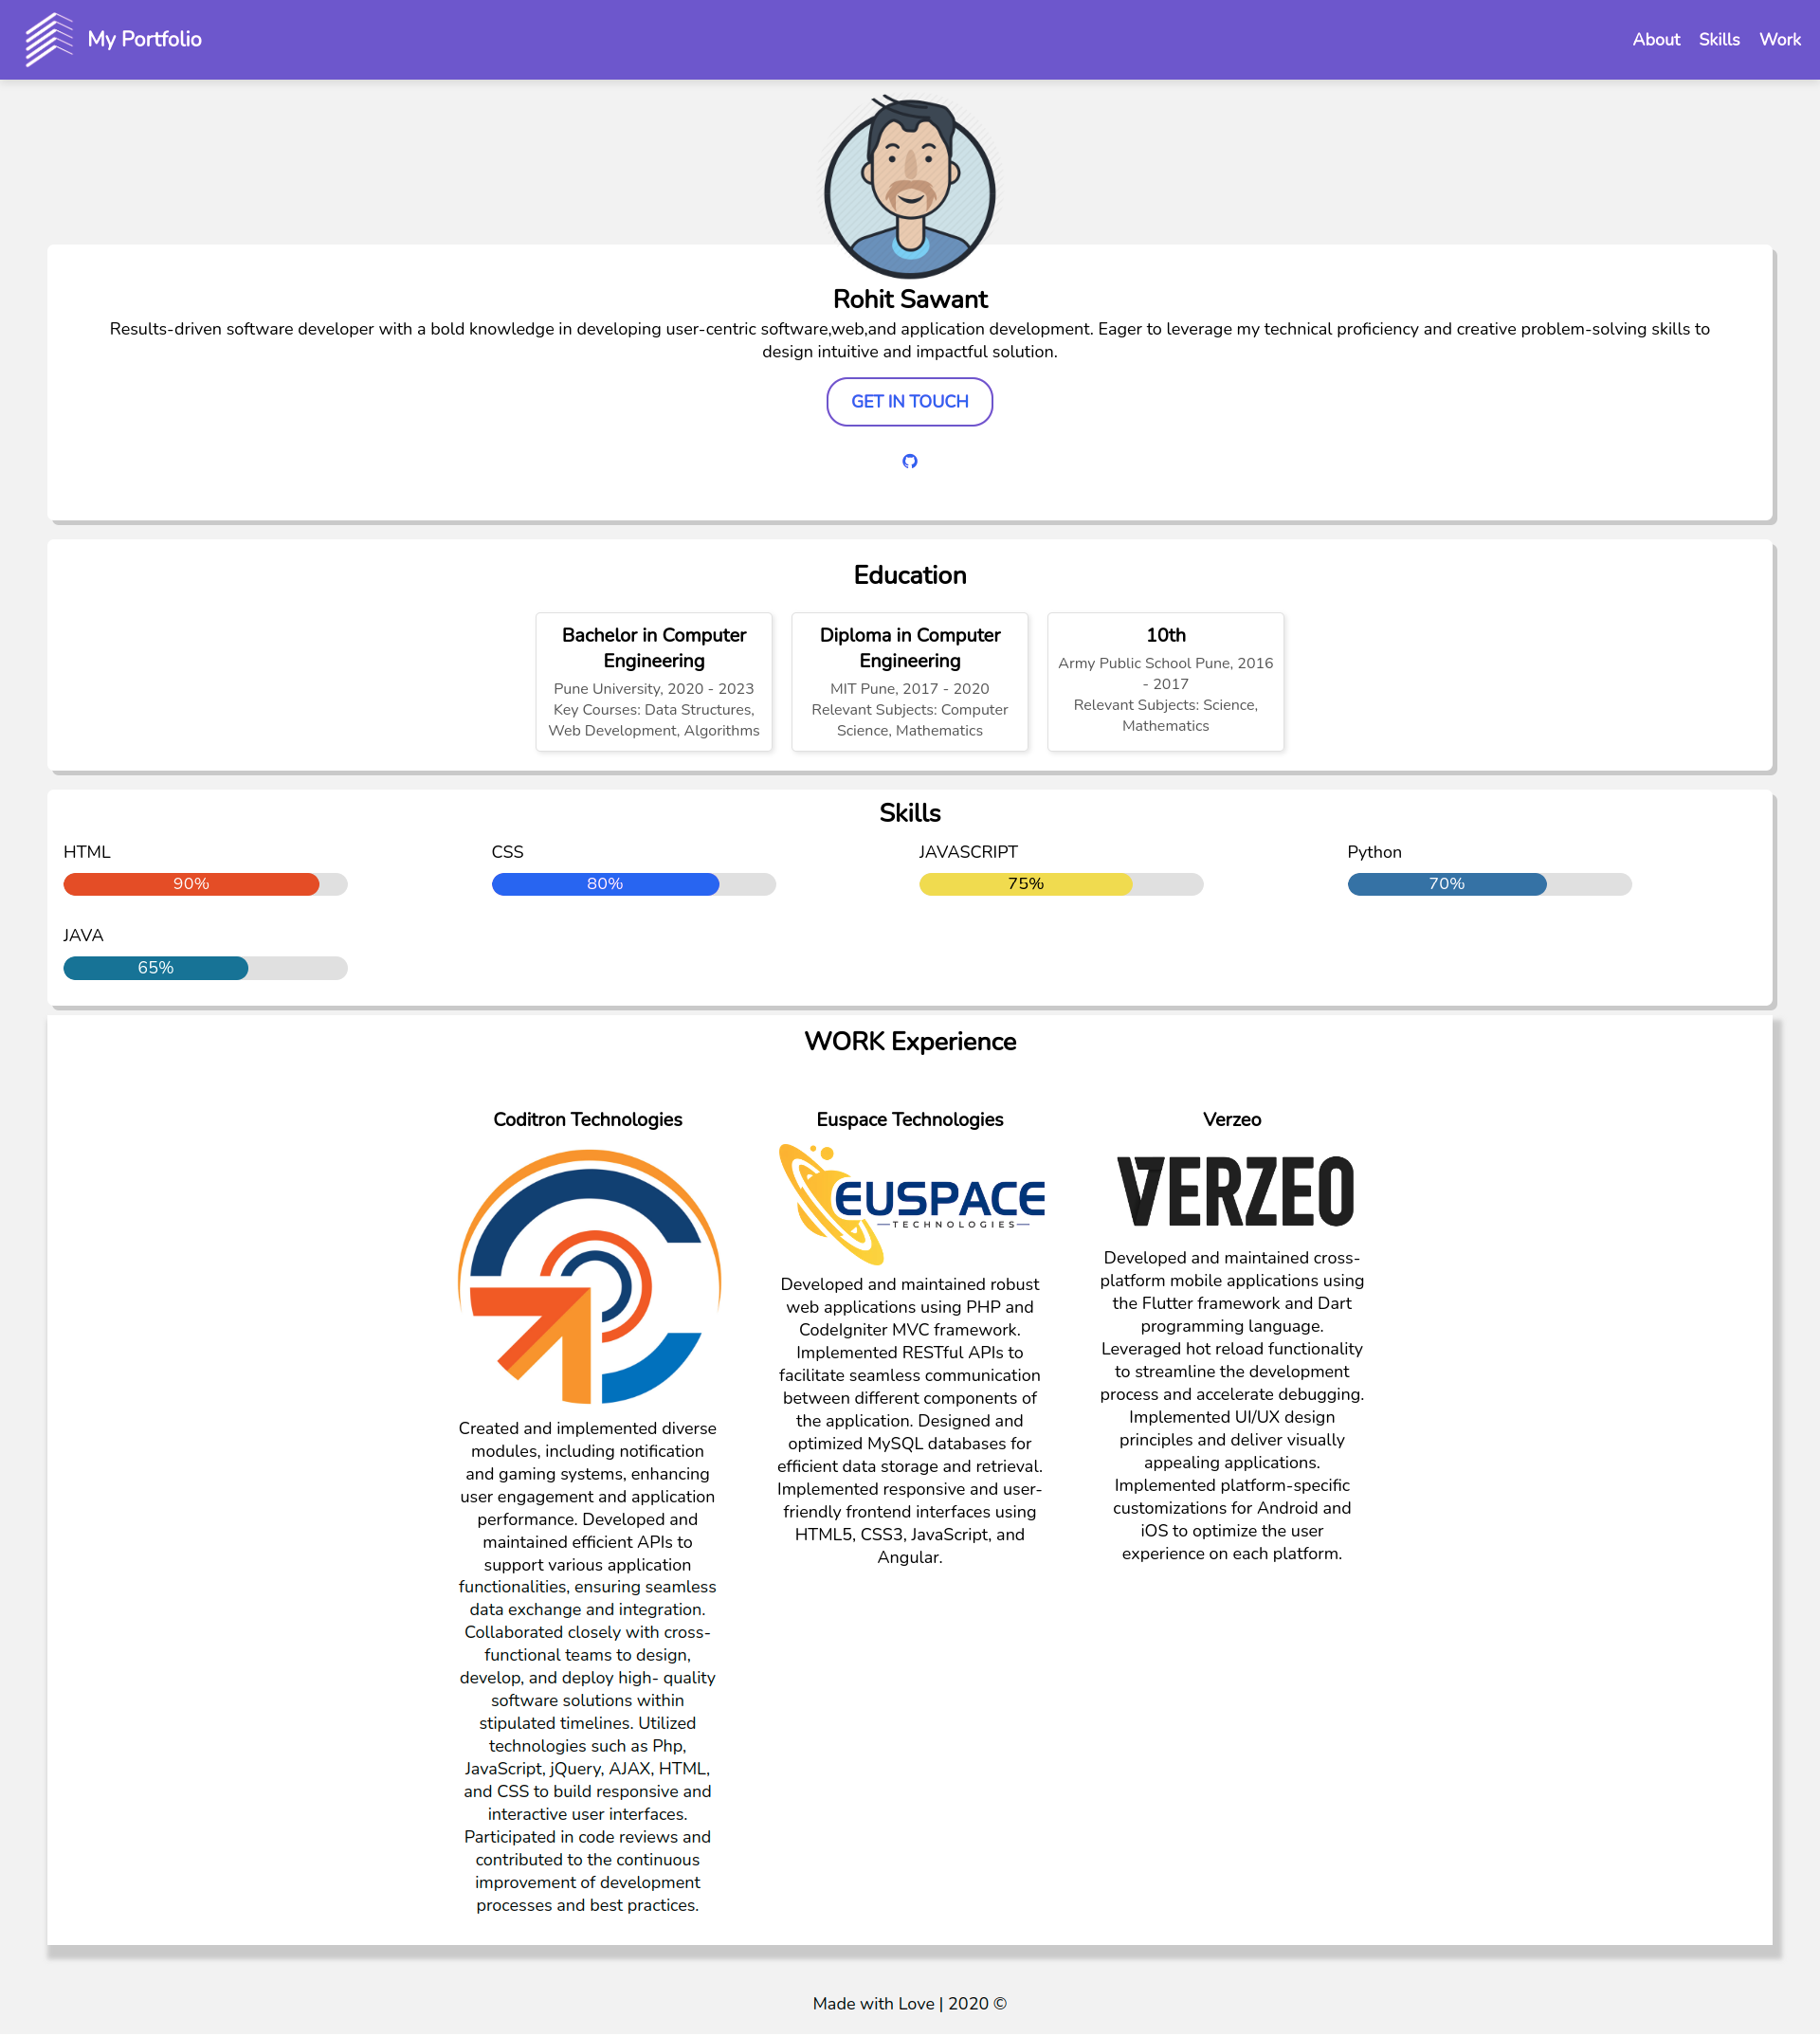 My Portfolio
About Skills Work
Rohit Sawant
Results-driven software developer with a bold knowledge in developing user-centric software,web,and application development. Eager to leverage my technical proficiency and creative problem-solving skills to
design intuitive and impactful solution.
GET IN TOUCH
Education
Bachelor in Computer
Engineering
Pune University, 2020 - 2023
Key Courses: Data Structures,
Web Development, Algorithms
Diploma in Computer
Engineering
MIT Pune, 2017 - 2020
Relevant Subjects: Computer
Science, Mathematics
10th
Army Public School Pune, 2016
- 2017
Relevant Subjects: Science,
Mathematics
Skills
HTML
90%
CSS
80%
JAVASCRIPT
75%
Python
70%
JAVA
65%
WORK Experience
Coditron Technologies
Created and implemented diverse
modules, including notification
and gaming systems, enhancing
user engagement and application
performance. Developed and
maintained efficient APIs to
support various application
functionalities, ensuring seamless
data exchange and integration.
Collaborated closely with cross-
functional teams to design,
develop, and deploy high- quality
software solutions within
stipulated timelines. Utilized
technologies such as Php,
JavaScript, jQuery, AJAX, HTML,
and CSS to build responsive and
interactive user interfaces.
Participated in code reviews and
contributed to the continuous
improvement of development
processes and best practices.
Euspace Technologies
EUSPACE
TECHNOLOGIES
Developed and maintained robust
web applications using PHP and
CodeIgniter MVC framework.
Implemented RESTful APIs to
facilitate seamless communication
between different components of
the application. Designed and
optimized MySQL databases for
efficient data storage and retrieval.
Implemented responsive and user-
friendly frontend interfaces using
HTML5, CSS3, JavaScript, and
Angular.
Verzeo
VERZEO
Developed and maintained cross-
platform mobile applications using
the Flutter framework and Dart
programming language.
Leveraged hot reload functionality
to streamline the development
process and accelerate debugging.
Implemented UI/UX design
principles and deliver visually
appealing applications.
Implemented platform-specific
customizations for Android and
iOS to optimize the user
experience on each platform.
Made with Love | 2020 ©